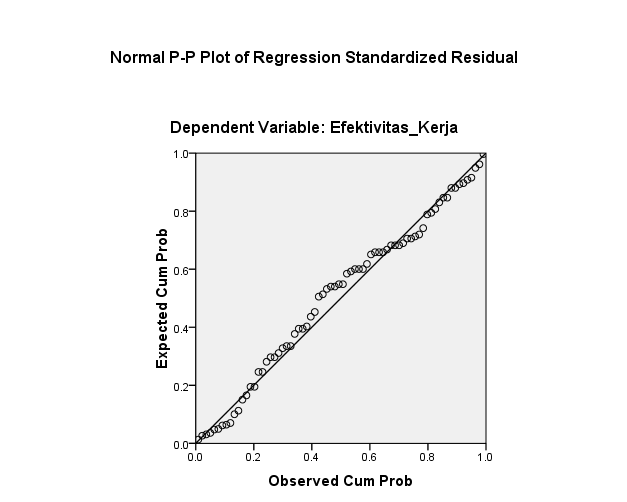 Normal P-P Plot of Regression Standardized Residual
Dependent Variable: Efektivitas_Kerja
1.0
0.8
0.6
0.4
0.2
0.0
Expected Cum Prob
0.0 0.2 0.4 0.6 0.8 1.0
Observed Cum Prob